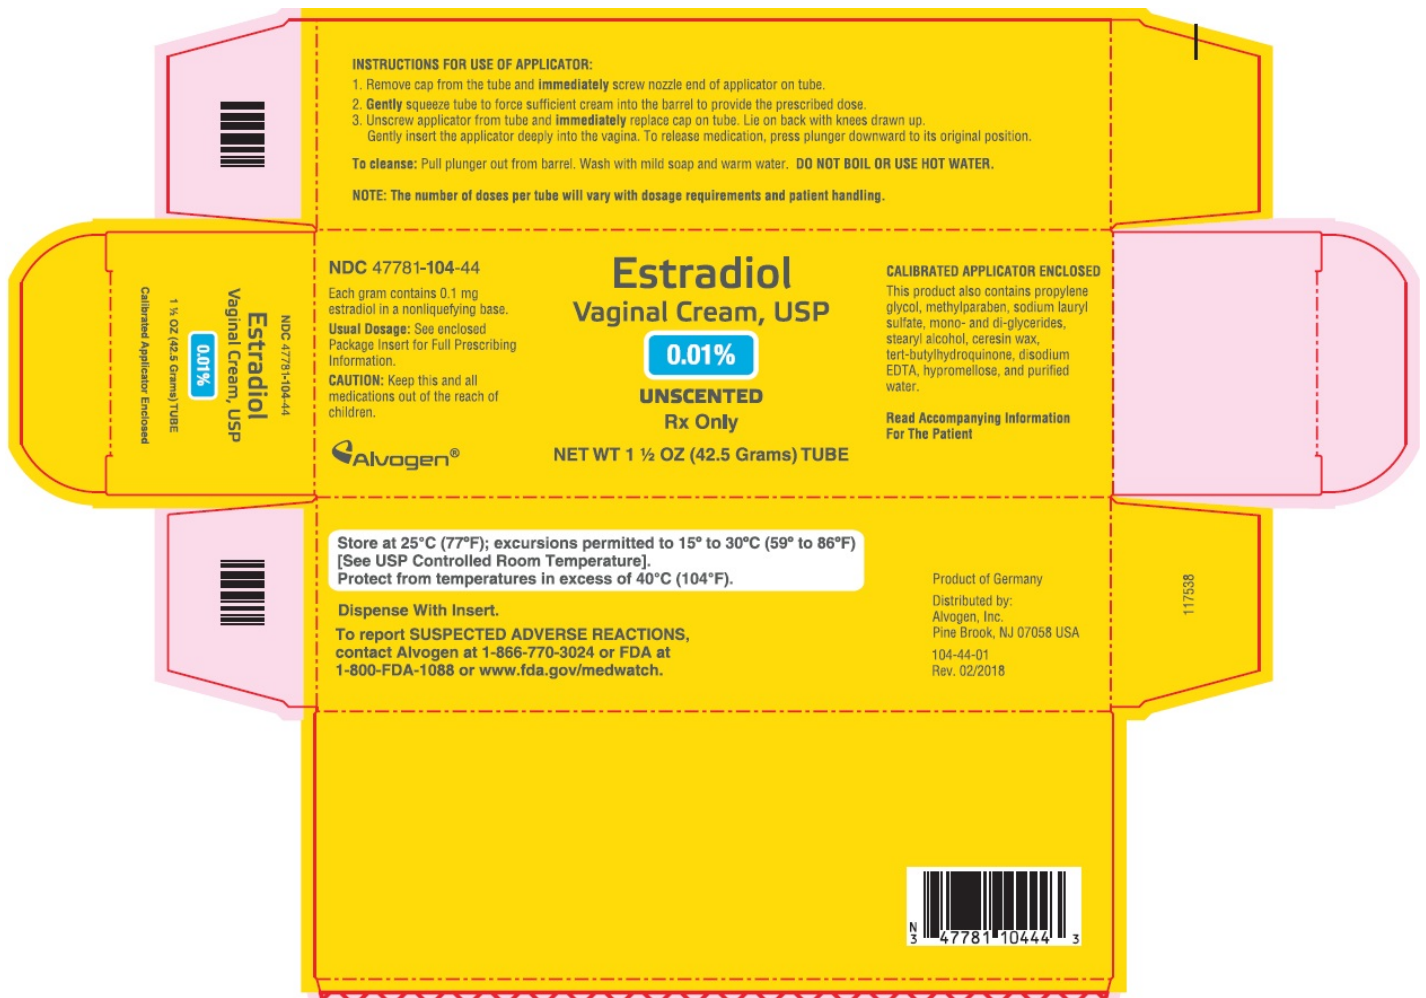 INSTRUCTIONS FOR USE OF APPLICATOR:
1. Remove cap from the tube and immediately screw nozzle end of applicator on tube.
2. Gently squeeze tube to force sufficient cream into the barrel to provide the prescribed dose.
3. Unscrew applicator from tube and immediately replace cap on tube. Lie on back with knees drawn up.
Gently insert the applicator deeply into the vagina. To release medication, press plunger downward to its original position.
To cleanse: Pull plunger out from barrel. Wash with mild soap and warm water. DO NOT BOIL OR USE HOT WATER.
NOTE: The number of doses per tube will vary with dosage requirements and patient handling.
NDC 47781-104-44
Estradiol
Vaginal Cream, USP
0.01%
1 ½ OZ (42.5 Grams) TUBE
Calibrated Applicator Enclosed
NDC 47781-104-44
Each gram contains 0.1 mg
estradiol in a nonliquefying base.
Usual Dosage: See enclosed
Package Insert for Full Prescribing
Information.
CAUTION: Keep this and all
medications out of the reach of
children.
Alvogen®
Estradiol
Vaginal Cream, USP
0.01%
UNSCENTED
Rx Only
NET WT 1 ½ OZ (42.5 Grams) TUBE
CALIBRATED APPLICATOR ENCLOSED
This product also contains propylene
glycol, methylparaben, sodium lauryl
sulfate, mono- and di-glycerides,
stearyl alcohol, ceresin wax,
tert-butylhydroquinone, disodium
EDTA, hypromellose, and purified
water.
Read Accompanying Information
For The Patient
Store at 25°C (77°F); excursions permitted to 15° to 30°C (59° to 86°F)
[See USP Controlled Room Temperature].
Protect from temperatures in excess of 40°C (104°F).
Dispense With Insert.
To report SUSPECTED ADVERSE REACTIONS,
contact Alvogen at 1-866-770-3024 or FDA at
1-800-FDA-1088 or www.fda.gov/medwatch.
Product of Germany
Distributed by:
Alvogen, Inc.
Pine Brook, NJ 07058 USA
104-44-01
Rev. 02/2018
117538
N
3 47781 10444 3